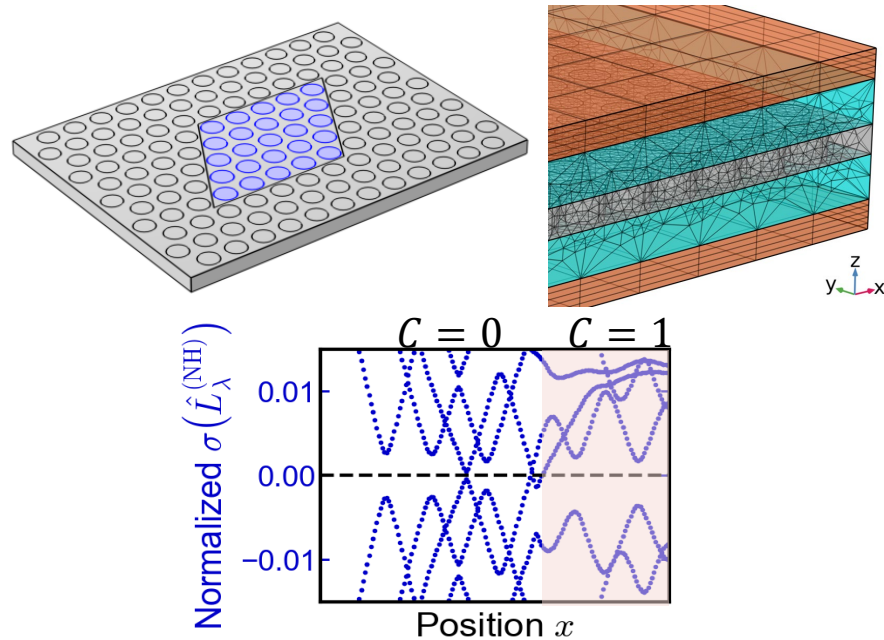 z
y x
C = 0 C = 1
Normalized σ(L̂_λ^(NH))
0.01
0.00
−0.01
Position x